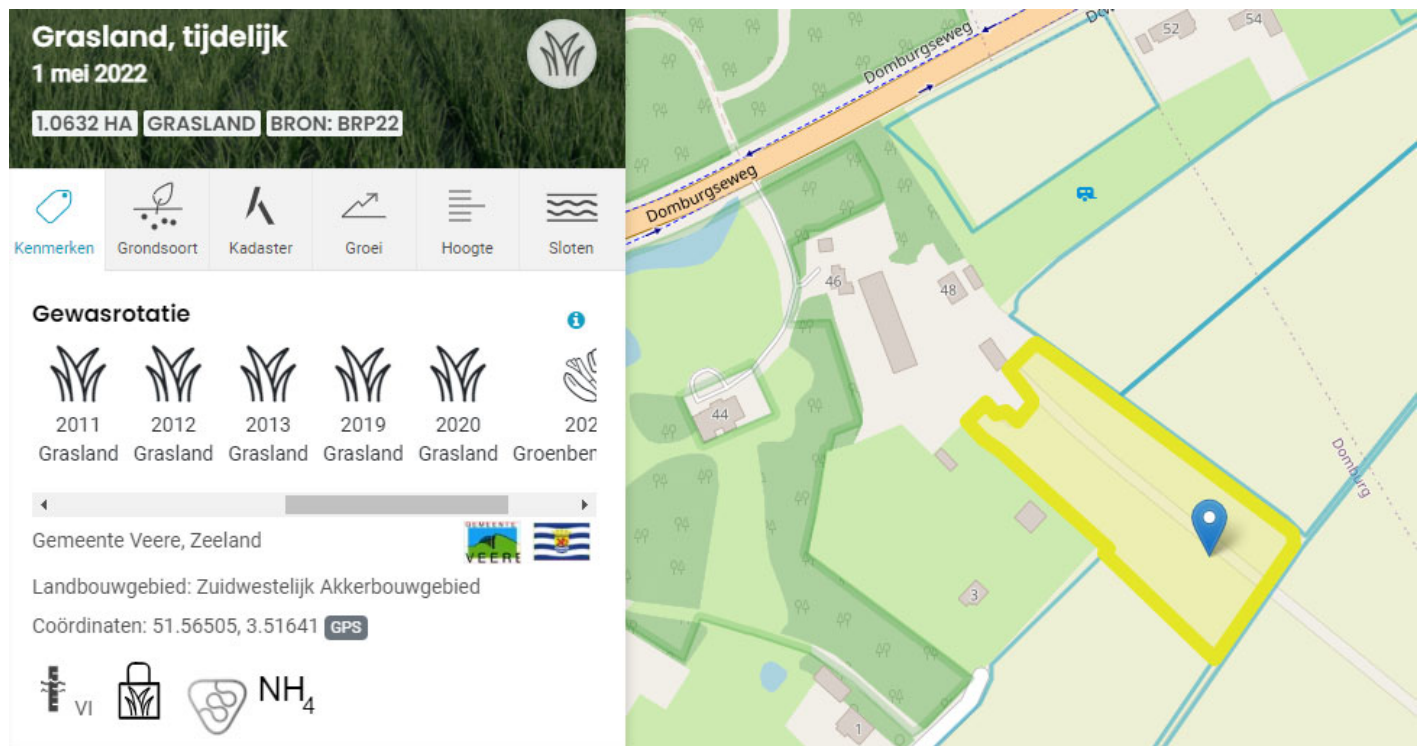 Grasland, tijdelijk
1 mei 2022
1.0632 HA GRASLAND BRON: BRP22
Kenmerken Grondsoort Kadaster Groei Hoogte Sloten
Gewasrotatie
2011 2012 2013 2019 2020 202
Grasland Grasland Grasland Grasland Grasland Groenben
Gemeente Veere, Zeeland
GEMEENTE
VEERE
Landbouwgebied: Zuidwestelijk Akkerbouwgebied
Coördinaten: 51.56505, 3.51641 GPS
VI
NH4
Domburgseweg
Domburgseweg
52
54
46
48
44
3
1
Domburg